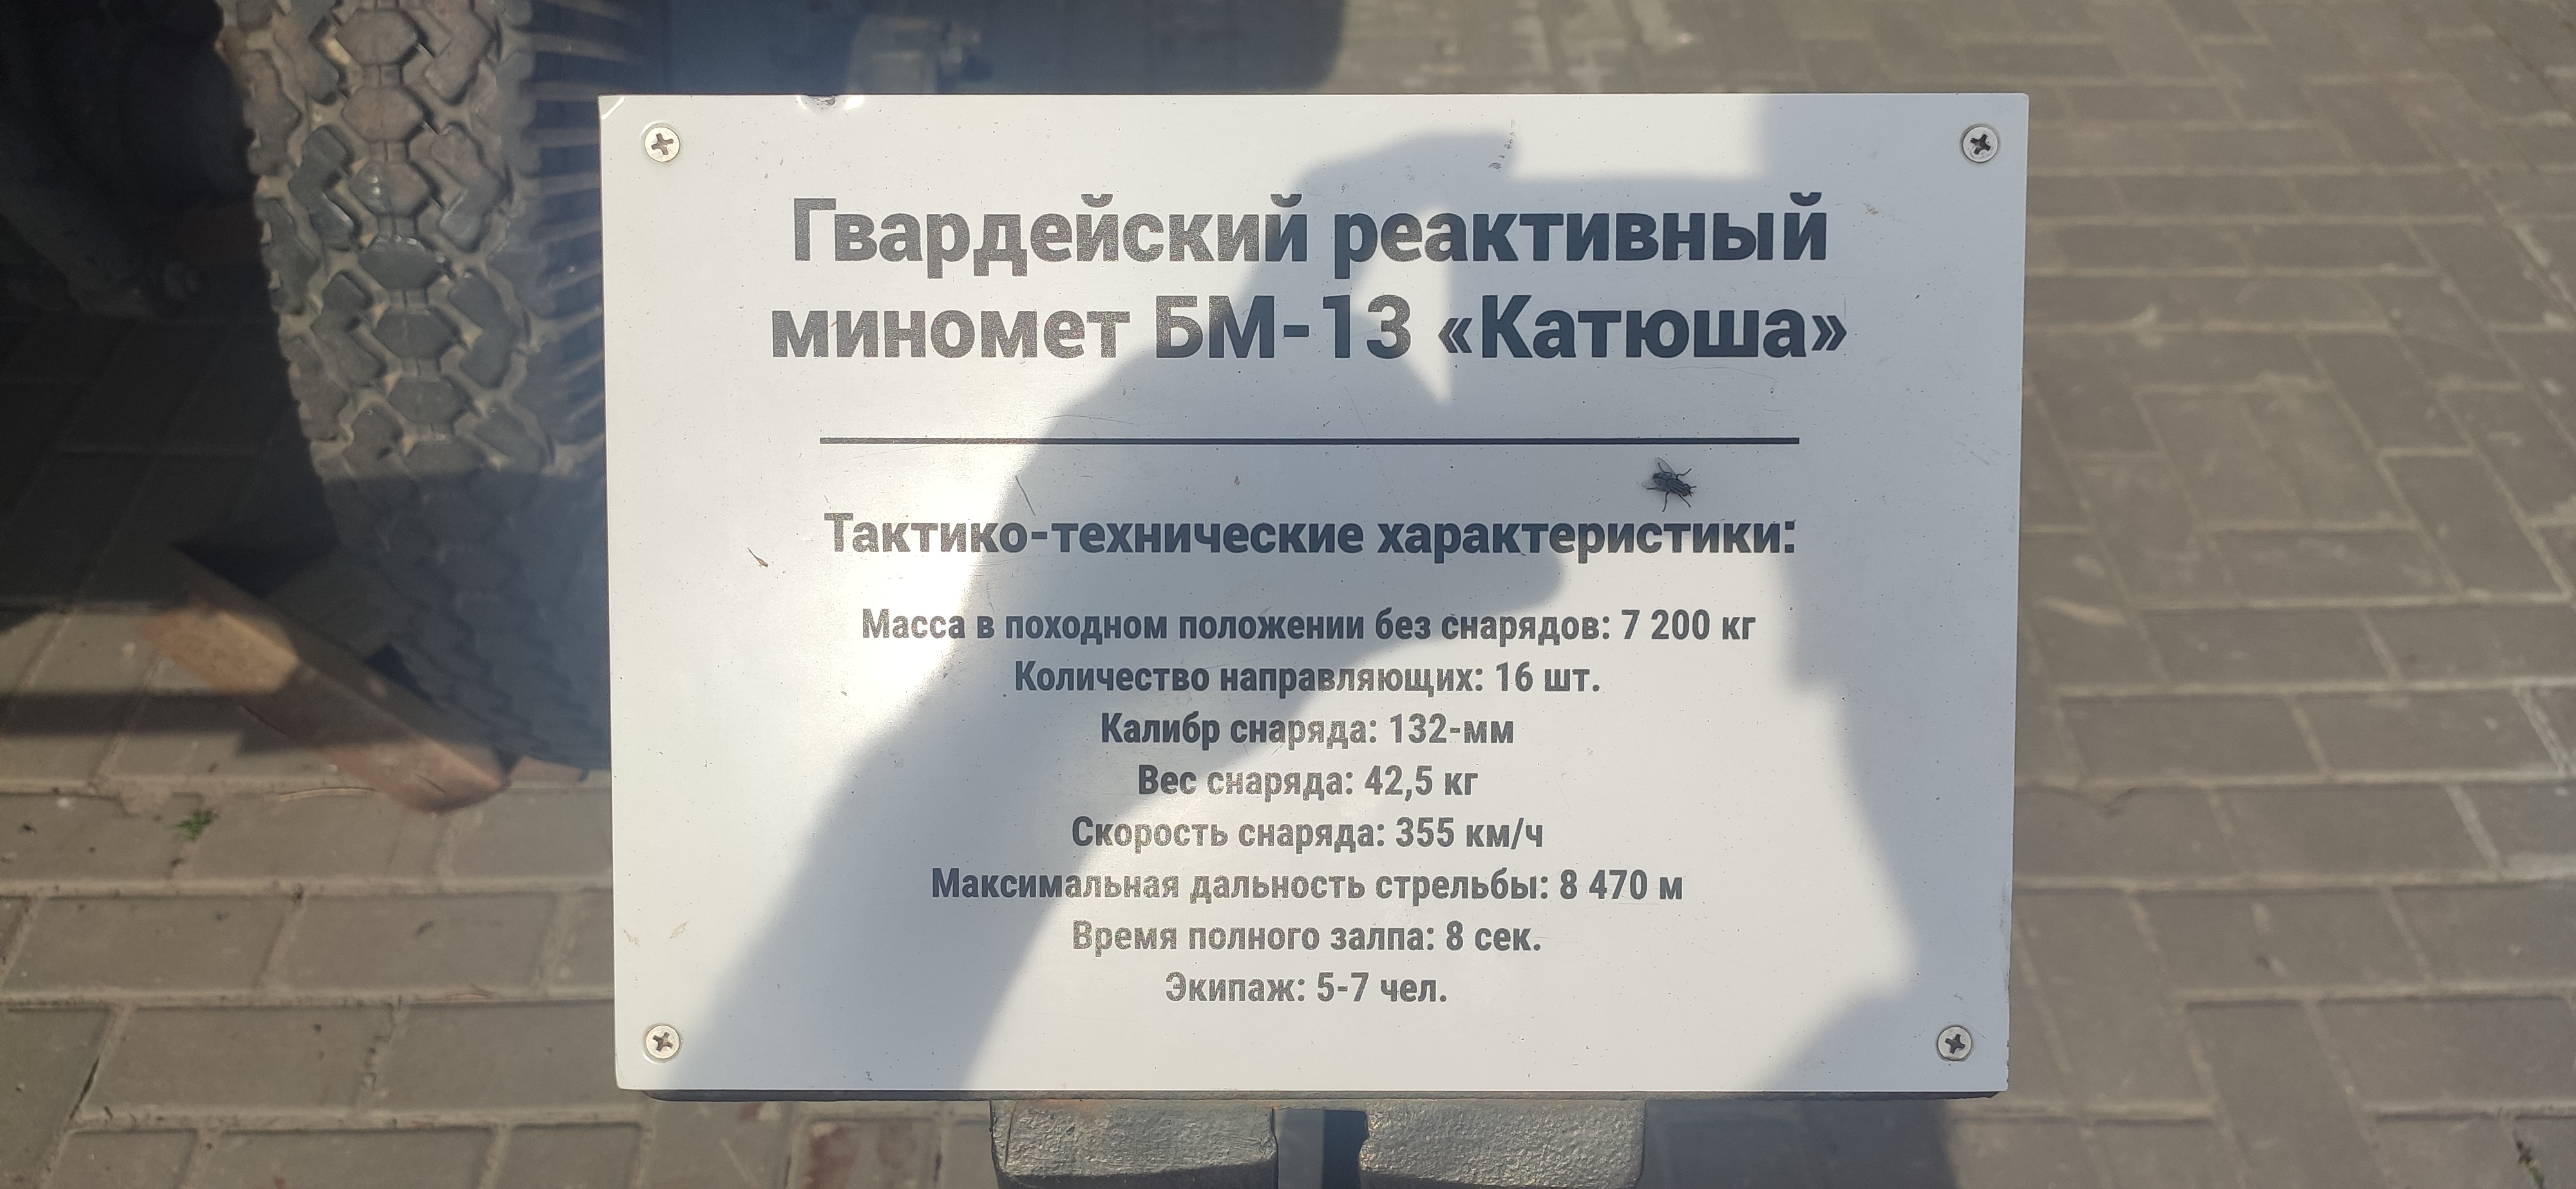 Гвардейский реактивный
миномет БМ-13 «Катюша»
Тактико-технические характеристики:
Масса в походном положении без снарядов: 7 200 кг
Количество направляющих: 16 шт.
Калибр снаряда: 132-мм
Вес снаряда: 42,5 кг
Скорость снаряда: 355 км/ч
Максимальная дальность стрельбы: 8 470 м
Время полного залпа: 8 сек.
Экипаж: 5-7 чел.